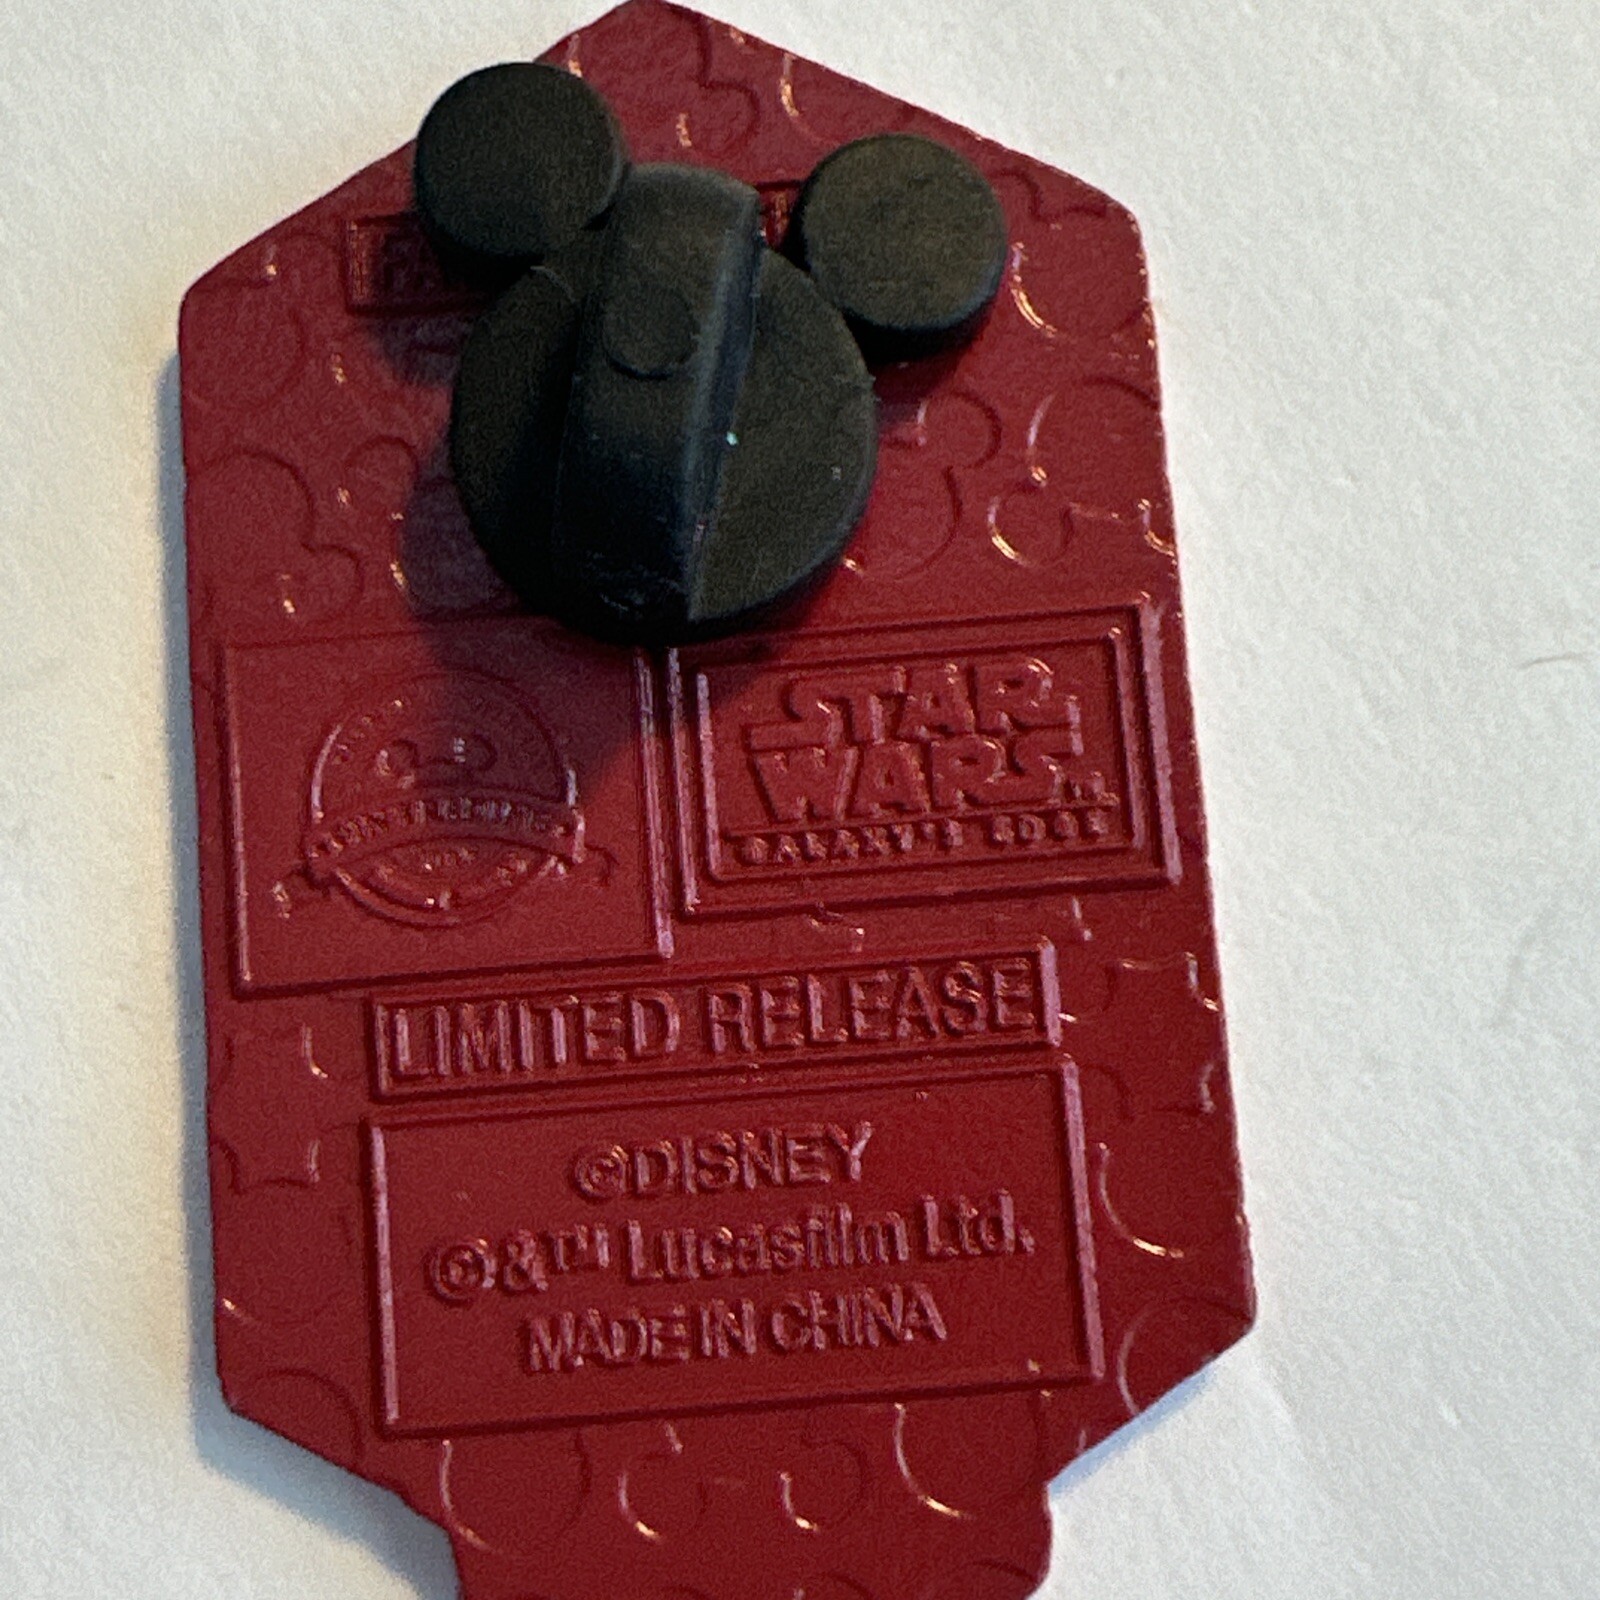 STAR
WARS
GALAXY'S EDGE
LIMITED RELEASE
©DISNEY
©&™ Lucasfilm Ltd.
MADE IN CHINA